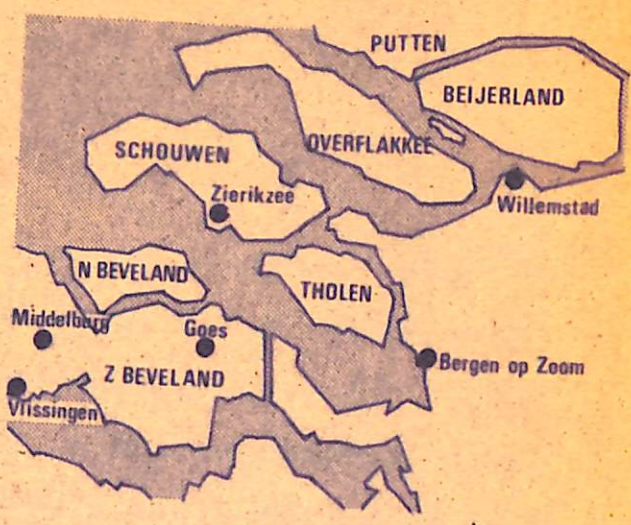 PUTTEN
BEIJERLAND
OVERFLAKKEE
SCHOUWEN
Zierikzee
Willemstad
N BEVELAND
THOLEN
Middelburg
Goes
Bergen op Zoom
Z BEVELAND
Vlissingen